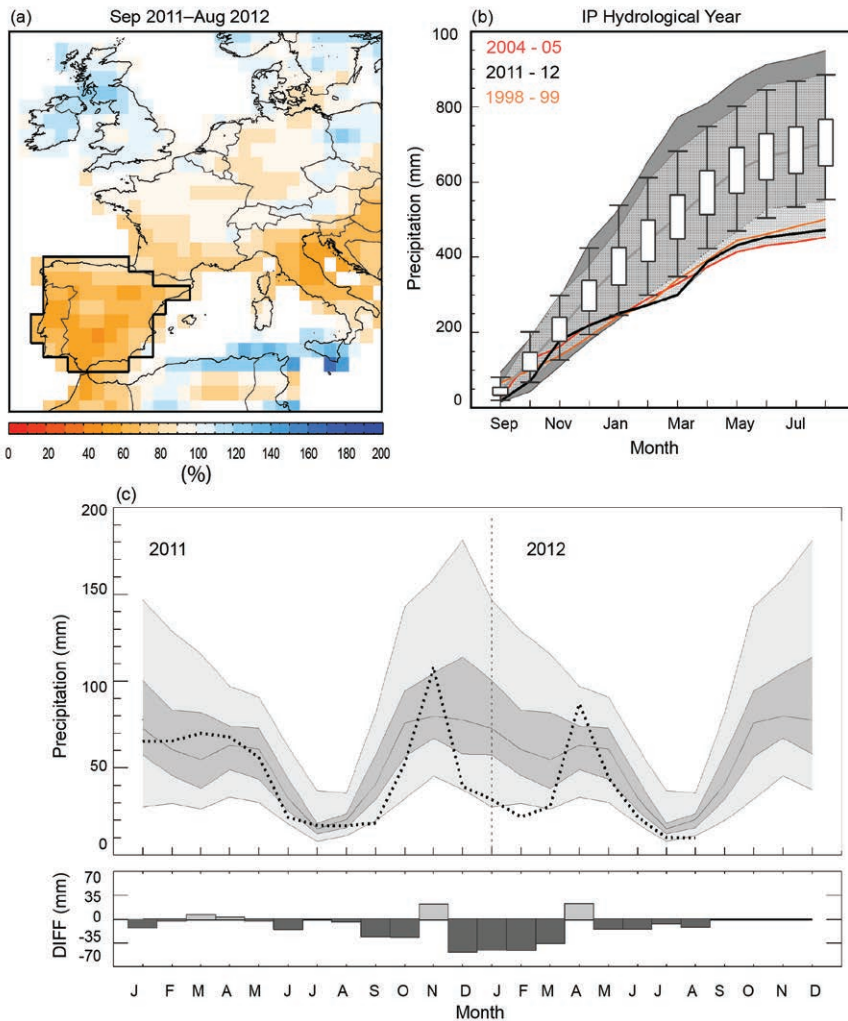 (a)
Sep 2011–Aug 2012
0 20 40 60 80 100 120 140 160 180 200
(%)
(b)
IP Hydrological Year
2004 - 05
2011 - 12
1998 - 99
Precipitation (mm)
100
800
600
400
200
0
Sep Nov Jan Mar May Jul
Month
(c)
2011
2012
Precipitation (mm)
200
150
100
50
0
DIFF (mm)
70
35
0
-35
-70
J F M A M J J A S O N D J F M A M J J A S O N D
Month